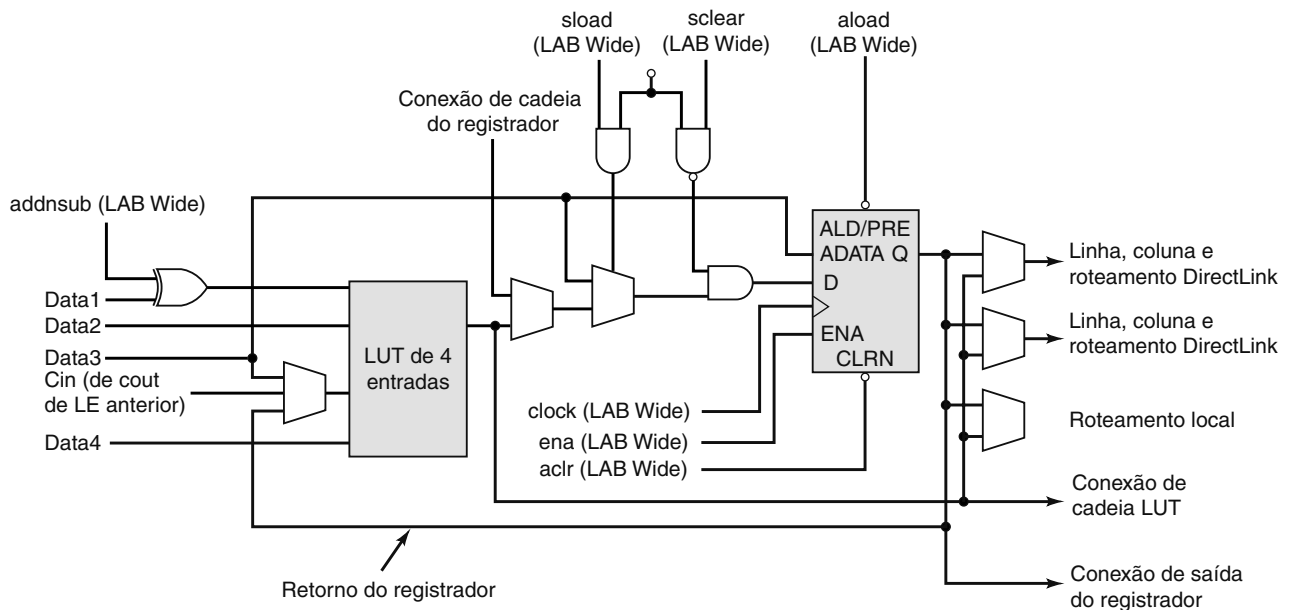 sload
(LAB Wide)
sclear
(LAB Wide)
aload
(LAB Wide)
Conexão de cadeia
do registrador
addnsub (LAB Wide)
Data1
Data2
Data3
Cin (de cout
de LE anterior)
Data4
LUT de 4
entradas
ALD/PRE
ADATA Q
D
ENA
CLRN
clock (LAB Wide)
ena (LAB Wide)
aclr (LAB Wide)
Linha, coluna e
roteamento DirectLink
Linha, coluna e
roteamento DirectLink
Roteamento local
Conexão de
cadeia LUT
Retorno do registrador
Conexão de saída
do registrador